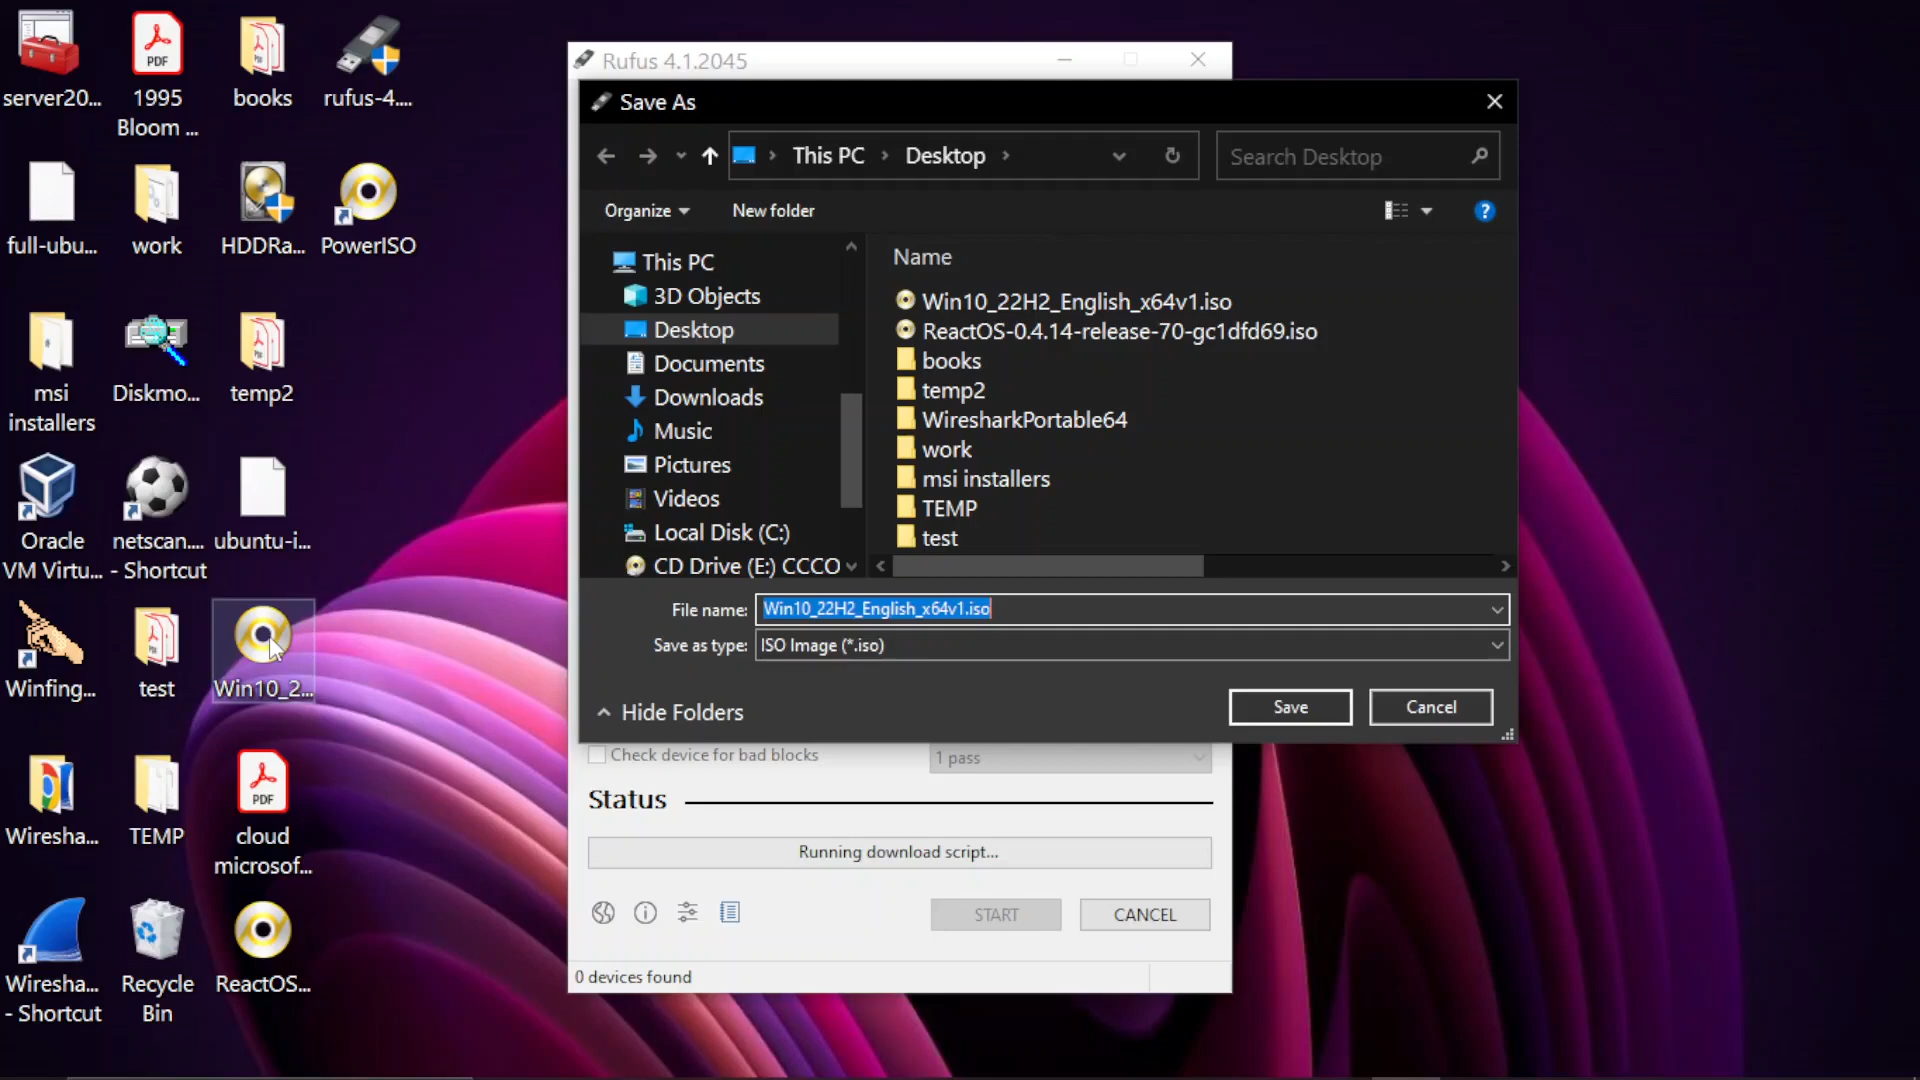 server20...
1995
Bloom ...
books
rufus-4....
full-ubu...
work
HDDRa...
PowerISO
msi
installers
Diskmo...
temp2
Oracle
VM Virtu...
netscan....
- Shortcut
ubuntu-i...
Winfing...
test
Win10_2...
Wiresha...
TEMP
cloud
microsof...
Wiresha...
- Shortcut
Recycle
Bin
ReactOS...
PDF
PDF
Rufus 4.1.2045
Save As
This PC
Desktop
Search Desktop
Organize
New folder
?
This PC
3D Objects
Desktop
Documents
Downloads
Music
Pictures
Videos
Local Disk (C:)
CD Drive (E:) CCCO
Name
Win10_22H2_English_x64v1.iso
ReactOS-0.4.14-release-70-gc1dfd69.iso
books
temp2
WiresharkPortable64
work
msi installers
TEMP
test
File name: Win10_22H2_English_x64v1.iso
Save as type: ISO Image (*.iso)
Hide Folders
Save
Cancel
Check device for bad blocks
1 pass
Status
Running download script...
START
CANCEL
0 devices found